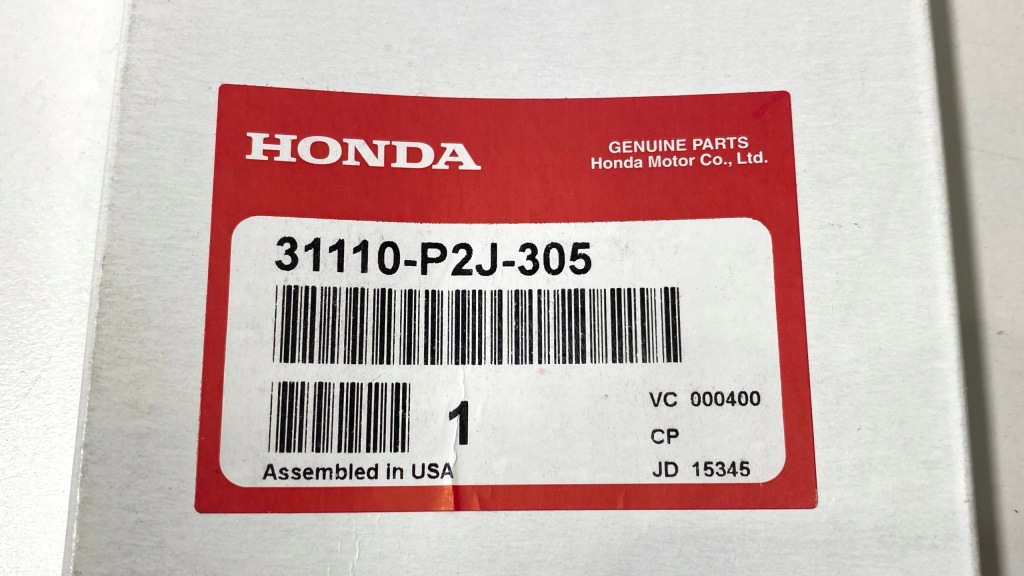 HONDA
GENUINE PARTS
Honda Motor Co., Ltd.
31110-P2J-305
1
VC 000400
CP
Assembled in USA
JD 15345